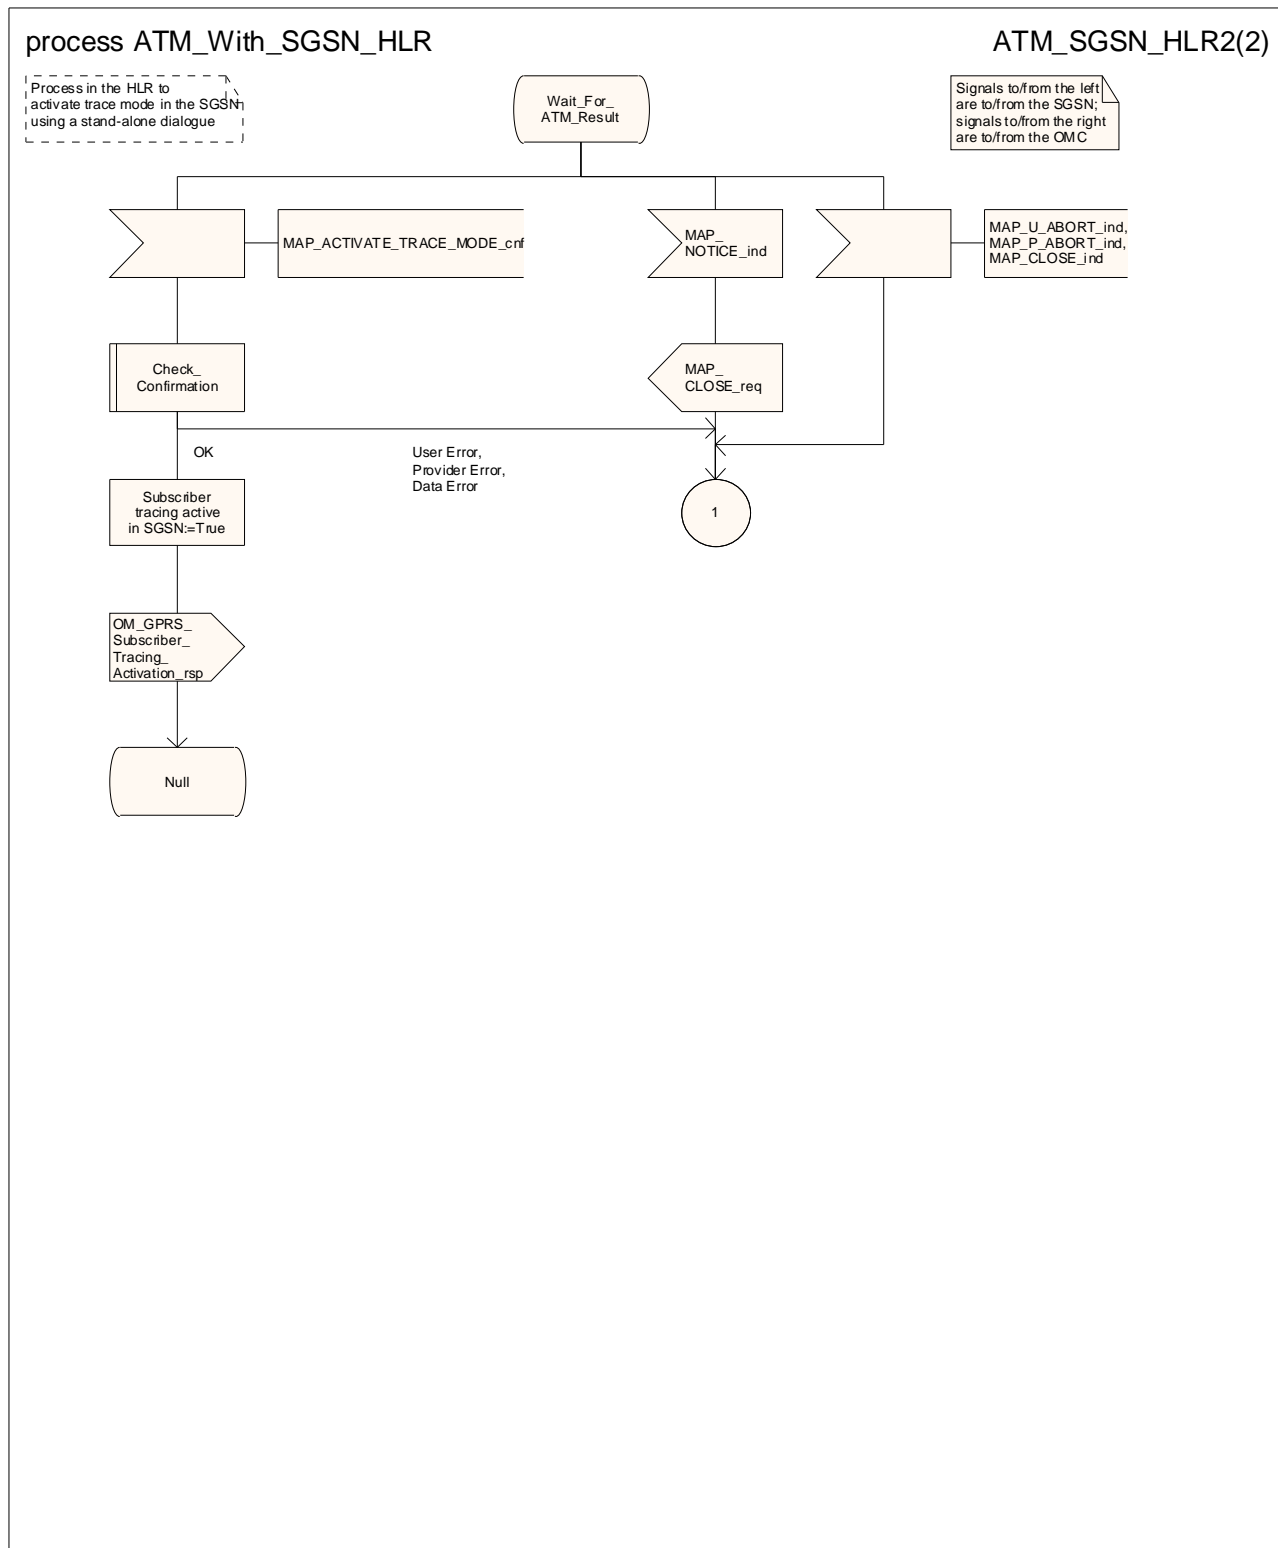 process ATM_With_SGSN_HLR
ATM_SGSN_HLR2(2)
Process in the HLR to
activate trace mode in the SGSN
using a stand-alone dialogue
Wait_For_
ATM_Result
Signals to/from the left
are to/from the SGSN;
signals to/from the right
are to/from the OMC
MAP_ACTIVATE_TRACE_MODE_cnf
MAP_
NOTICE_ind
MAP_U_ABORT_ind,
MAP_P_ABORT_ind,
MAP_CLOSE_ind
Check_
Confirmation
MAP_
CLOSE_req
OK
User Error,
Provider Error,
Data Error
Subscriber
tracing active
in SGSN:=True
1
OM_GPRS_
Subscriber_
Tracing_
Activation_rsp
Null